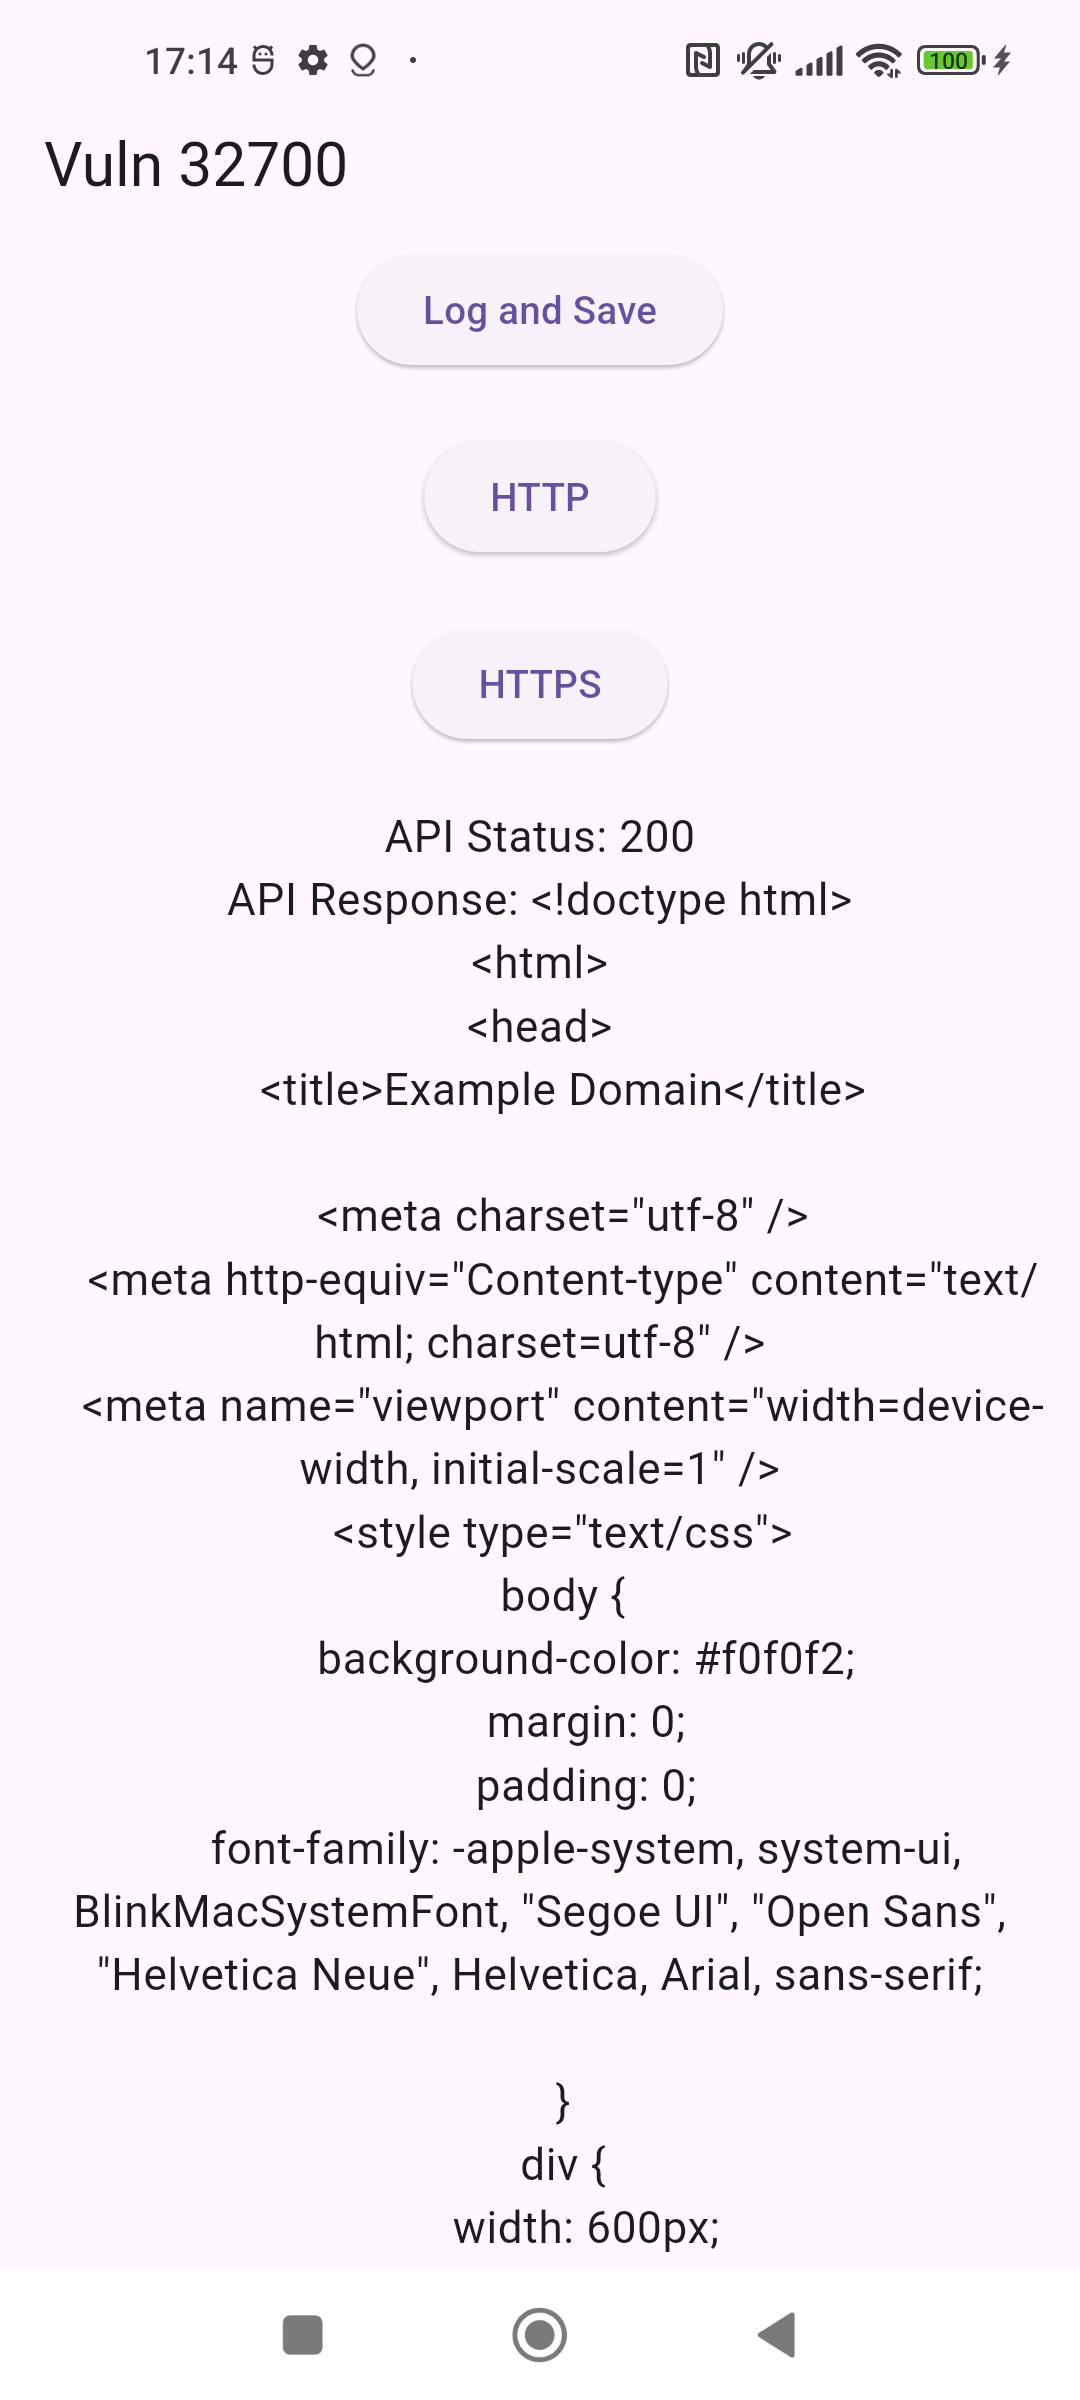 17:14
100
Vuln 32700
Log and Save
HTTP
HTTPS
API Status: 200
API Response: <!doctype html>
<html>
<head>
<title>Example Domain</title>
<meta charset="utf-8" />
<meta http-equiv="Content-type" content="text/
html; charset=utf-8" />
<meta name="viewport" content="width=device-
width, initial-scale=1" />
<style type="text/css">
body {
background-color: #f0f0f2;
margin: 0;
padding: 0;
font-family: -apple-system, system-ui,
BlinkMacSystemFont, "Segoe UI", "Open Sans",
"Helvetica Neue", Helvetica, Arial, sans-serif;
}
div {
width: 600px;